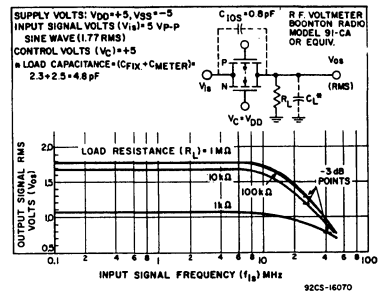 SUPPLY VOLTS: VDD=+5, VSS=-5
INPUT SIGNAL VOLTS (Vis)= 5 VP-P
SINE WAVE (1.77 RMS)
CONTROL VOLTS (VC)=+5
* LOAD CAPACITANCE=(CFIX+CMETER)=
2.3+2.5=4.8pF
CIOS=0.8pF
R.F. VOLTMETER
BOONTON RADIO
MODEL 91-CA
OR EQUIV.
Vis
P
N
VC=VDD
RL
CL*
Vos
(RMS)
OUTPUT SIGNAL RMS
VOLTS (Vos)
2.0
1.5
1.0
0.5
LOAD RESISTANCE (RL)=1MΩ
10kΩ
100kΩ
1kΩ
-3dB
POINTS
0.1 2 4 6 8 1 2 4 6 8 10 2 4 6 8 100
INPUT SIGNAL FREQUENCY (fis) MHz
92CS-16070